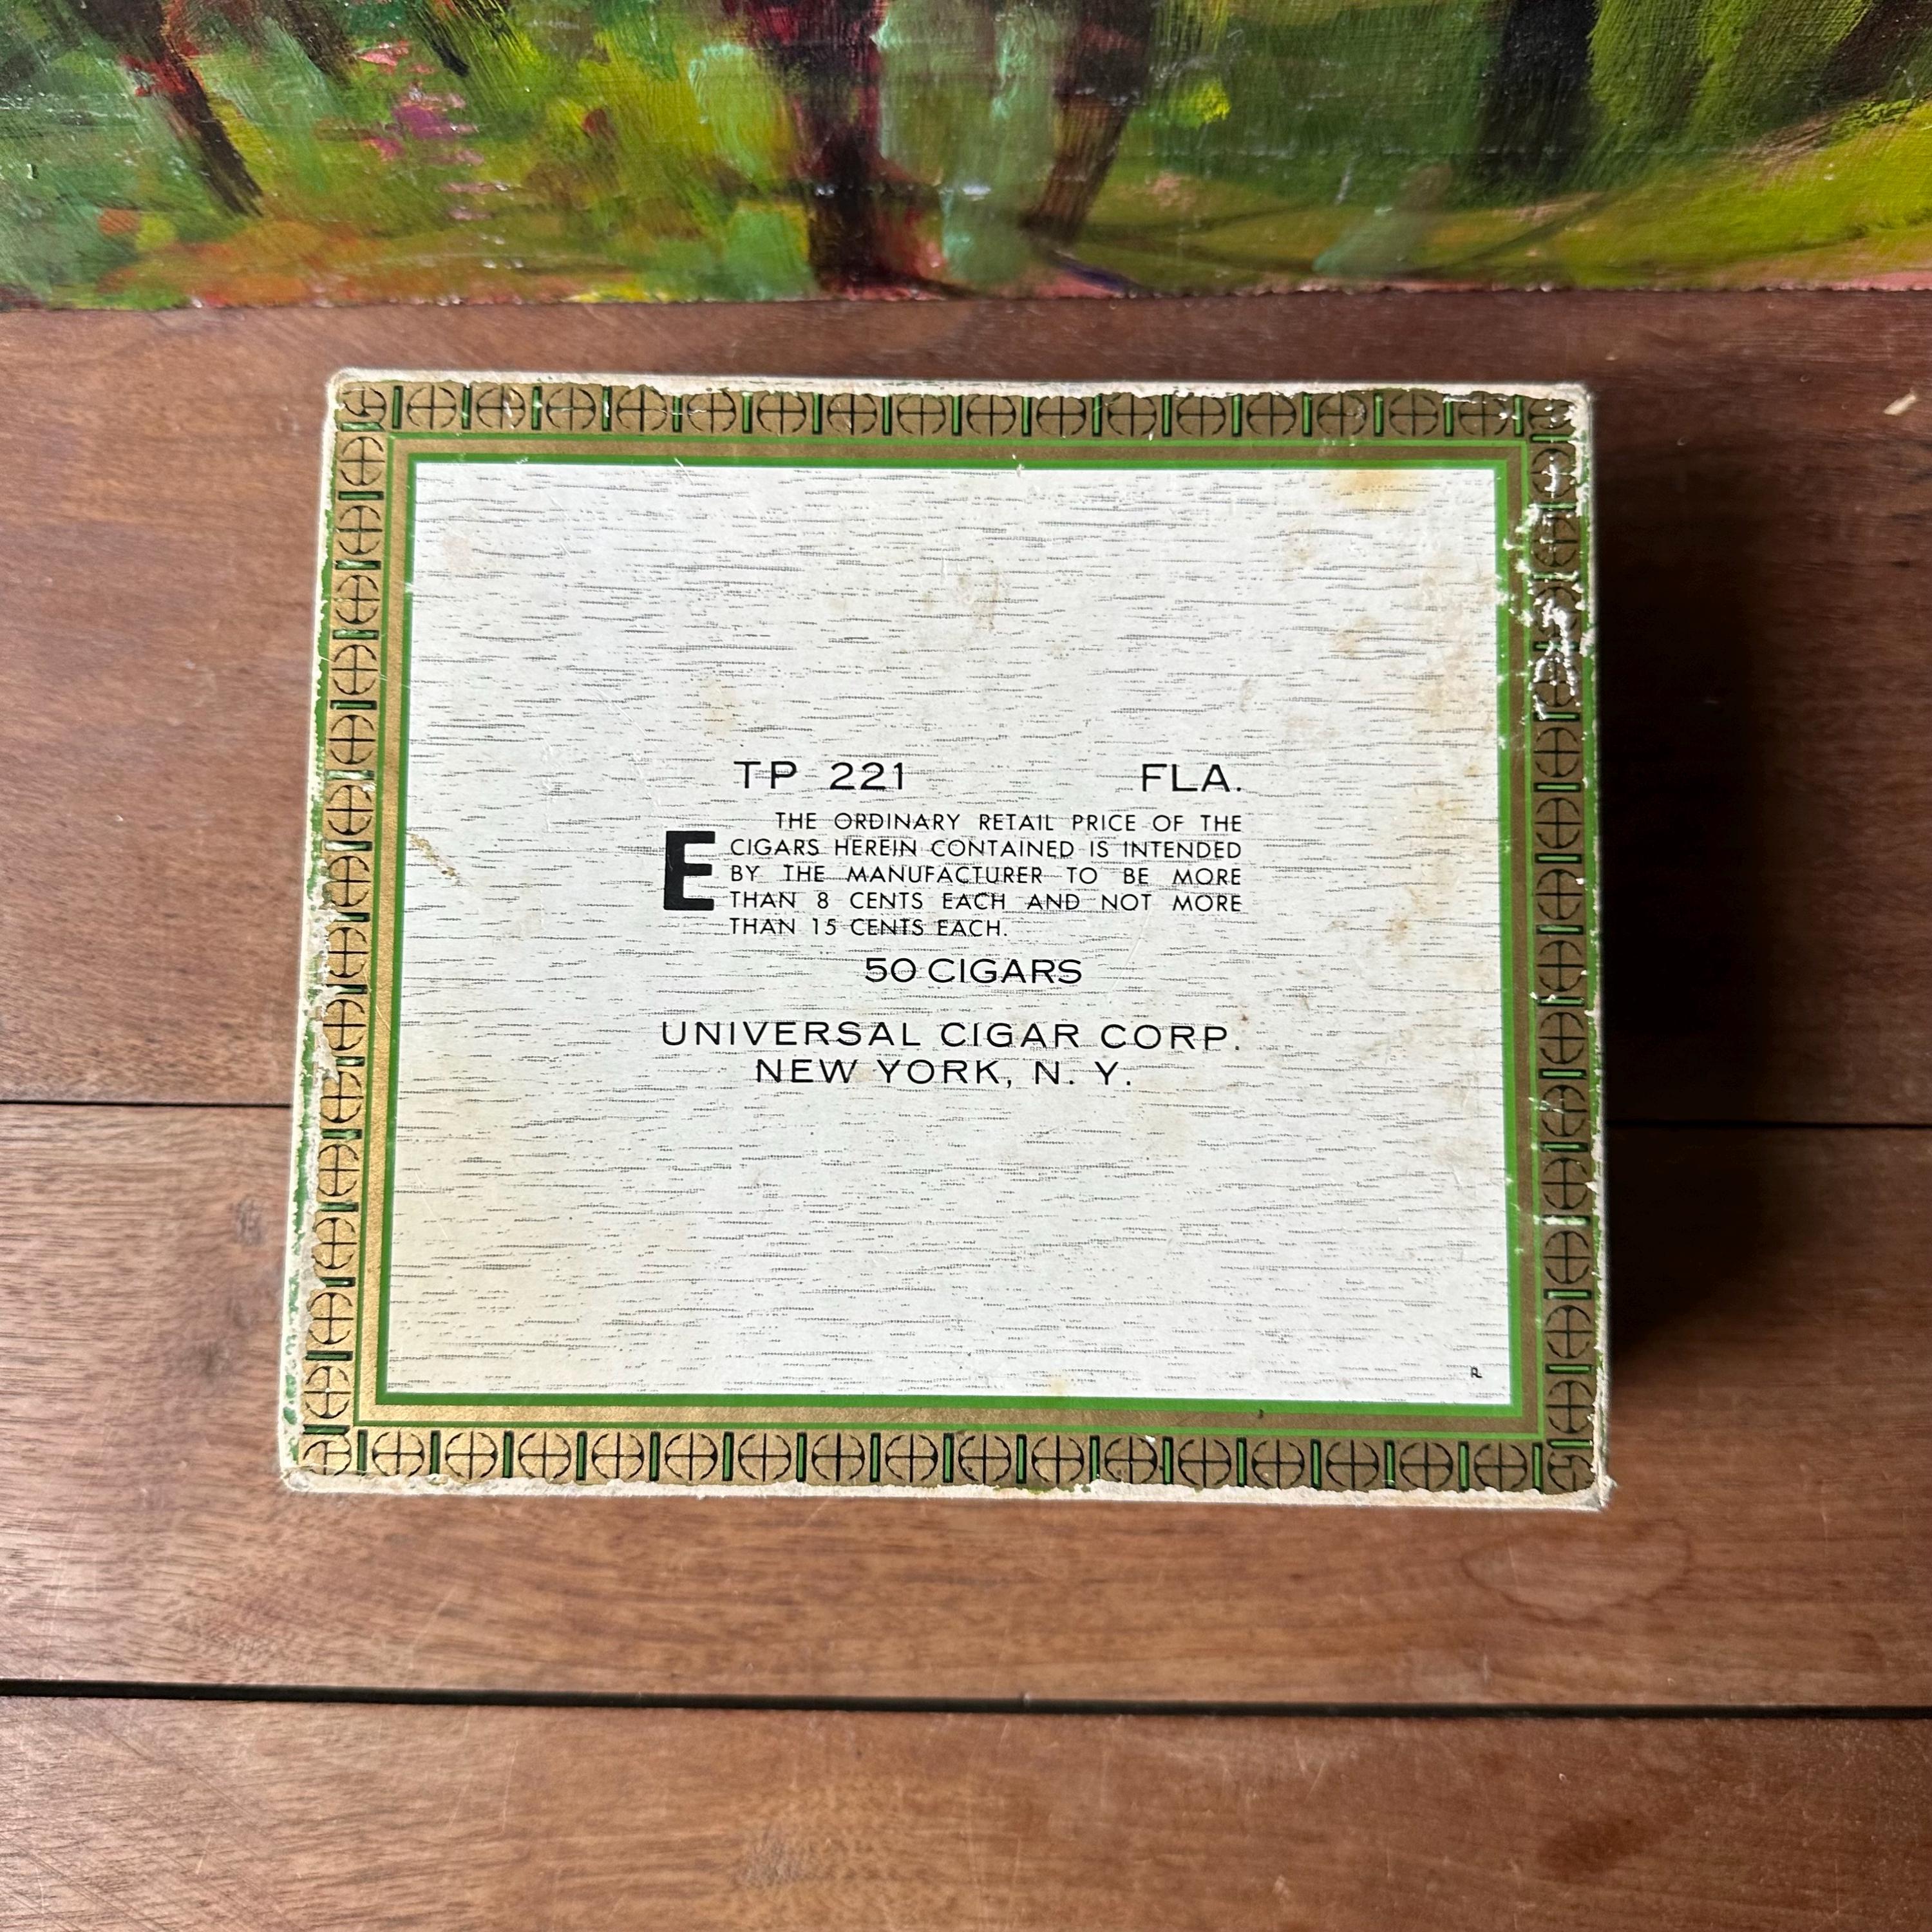 TP 221 FLA.
E
THE ORDINARY RETAIL PRICE OF THE
CIGARS HEREIN CONTAINED IS INTENDED
BY THE MANUFACTURER TO BE MORE
THAN 8 CENTS EACH AND NOT MORE
THAN 15 CENTS EACH.
50 CIGARS
UNIVERSAL CIGAR CORP.
NEW YORK, N. Y.